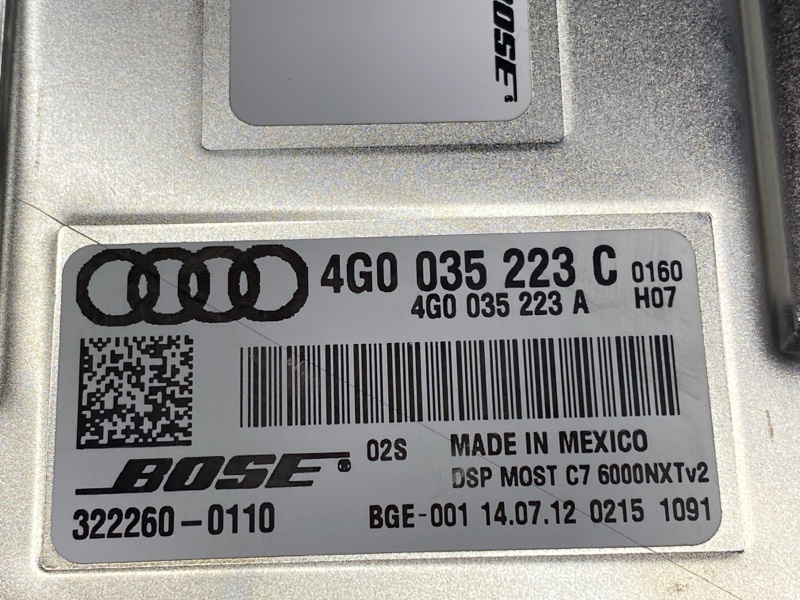 BOSE
4G0 035 223 C 0160
4G0 035 223 A H07
BOSE® 02S MADE IN MEXICO
DSP MOST C7 6000NXTv2
322260-0110 BGE-001 14.07.12 0215 1091